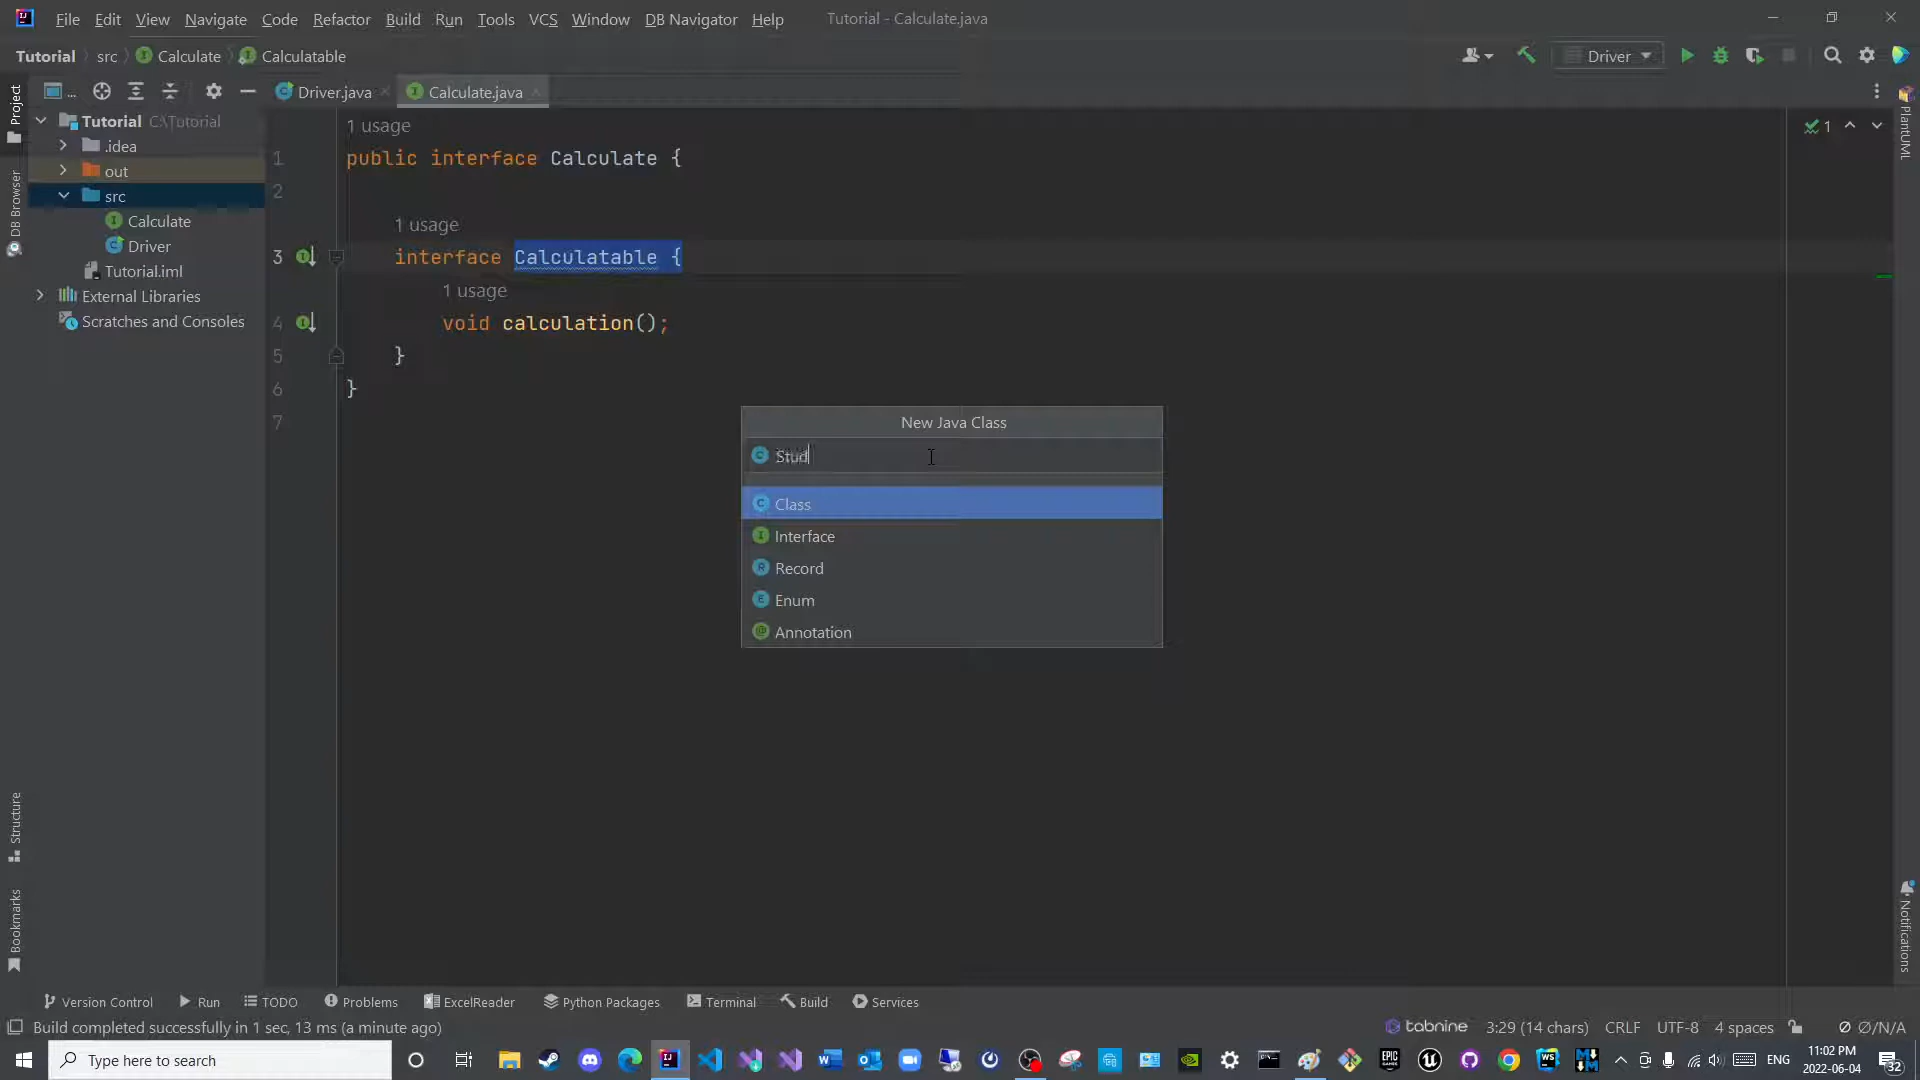 File Edit View Navigate Code Refactor Build Run Tools VCS Window DB Navigator Help Tutorial - Calculate.java
Tutorial src Calculate Calculatable Driver
Project
... Driver.java Calculate.java
Tutorial C:\Tutorial
.idea
out
src
Calculate
Driver
Tutorial.iml
External Libraries
Scratches and Consoles
DB Browser
Structure
Bookmarks
1 usage
1 public interface Calculate {
2
1 usage
3 interface Calculatable {
1 usage
4 void calculation();
5 }
6 }
7
1
PlantUML
Notifications
New Java Class
Stud
Class
Interface
Record
Enum
Annotation
Version Control Run TODO Problems ExcelReader Python Packages Terminal Build Services
Build completed successfully in 1 sec, 13 ms (a minute ago) tabnine 3:29 (14 chars) CRLF UTF-8 4 spaces Ø/N/A
Type here to search ENG 11:02 PM
2022-06-04
32